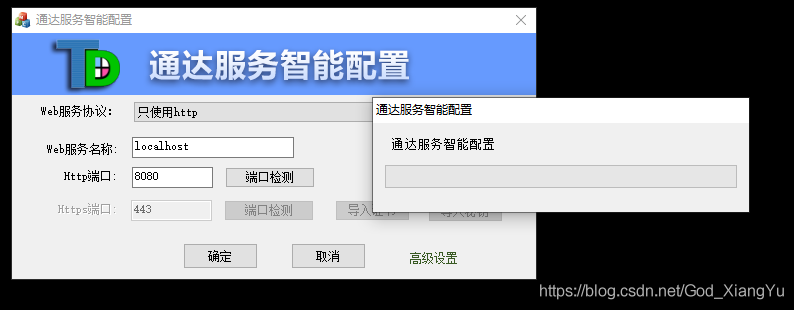 通达服务智能配置
TD 通达服务智能配置
Web服务协议: 只使用http
通达服务智能配置
通达服务智能配置
Web服务名称: localhost
Http端口: 8080 端口检测
Https端口: 443 端口检测 导入证书 导入秘钥
确定 取消 高级设置
https://blog.csdn.net/God_XiangYu